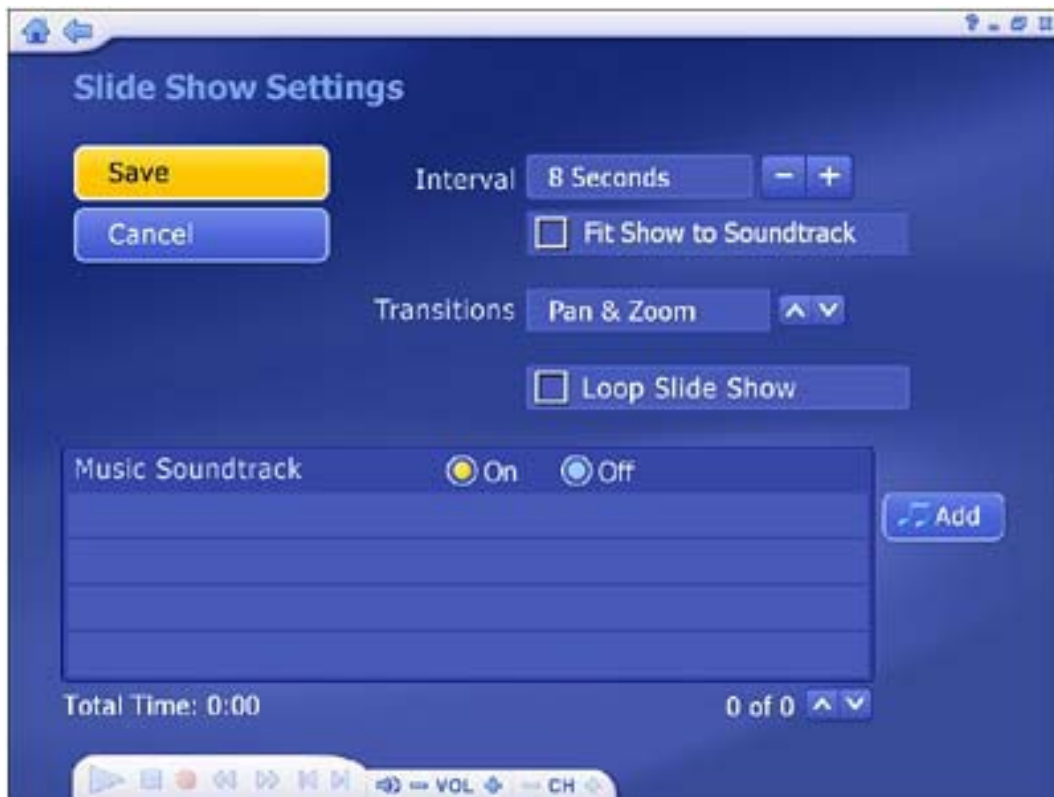 Slide Show Settings
Save
Interval 8 Seconds - +
Cancel
Fit Show to Soundtrack
Transitions Pan & Zoom
Loop Slide Show
Music Soundtrack On Off
Add
Total Time: 0:00 0 of 0
VOL CH